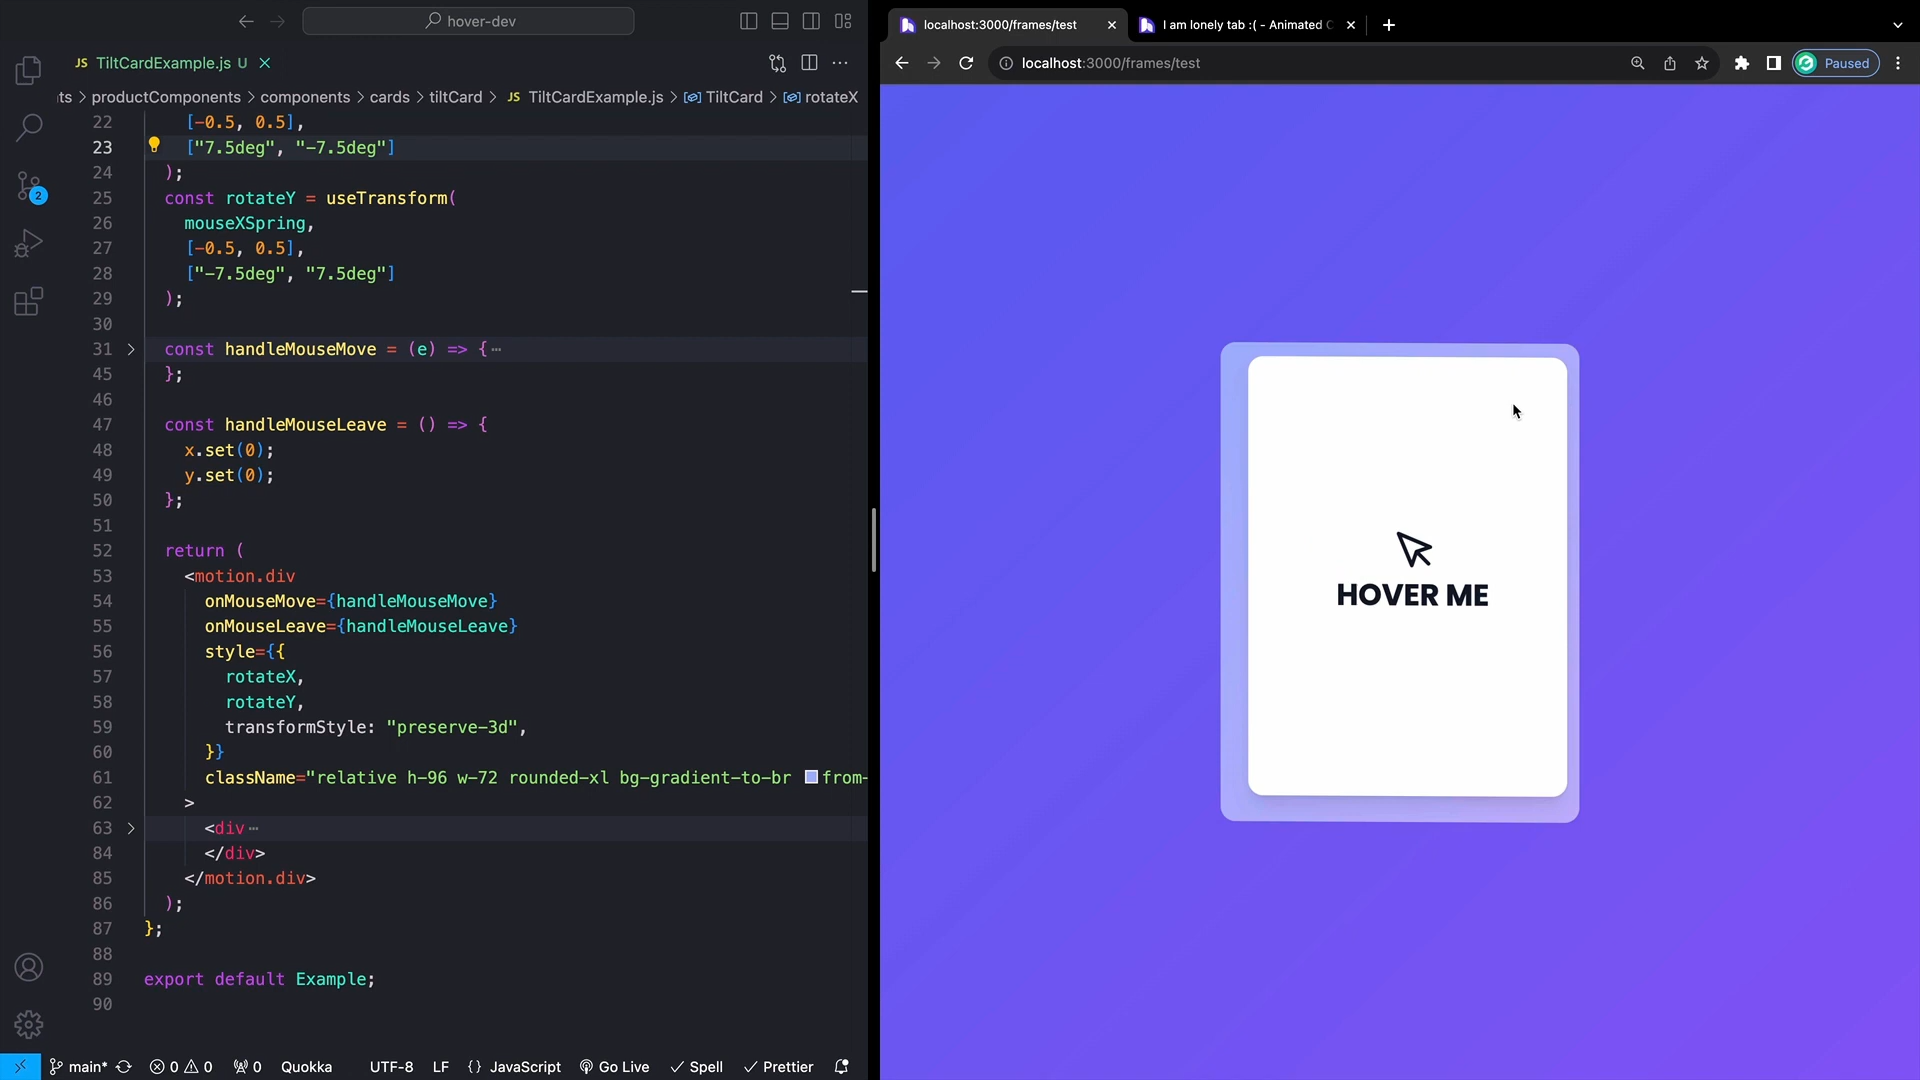 hover-dev
JS TiltCardExample.js U
ts > productComponents > components > cards > tiltCard > JS TiltCardExample.js > TiltCard > rotateX
22 [-0.5, 0.5],
23 ["7.5deg", "-7.5deg"]
24 );
25 const rotateY = useTransform(
26 mouseXSpring,
27 [-0.5, 0.5],
28 ["-7.5deg", "7.5deg"]
29 );
30
31 const handleMouseMove = (e) => { ⋯
45 };
46
47 const handleMouseLeave = () => {
48 x.set(0);
49 y.set(0);
50 };
51
52 return (
53 <motion.div
54 onMouseMove={handleMouseMove}
55 onMouseLeave={handleMouseLeave}
56 style={{
57 rotateX,
58 rotateY,
59 transformStyle: "preserve-3d",
60 }}
61 className="relative h-96 w-72 rounded-xl bg-gradient-to-br from-
62 >
63 <div ⋯
84 </div>
85 </motion.div>
86 );
87 };
88
89 export default Example;
90
2
main* 0 0 0 Quokka UTF-8 LF {} JavaScript Go Live Spell Prettier
localhost:3000/frames/test
I am lonely tab :( - Animated
localhost:3000/frames/test
Paused
HOVER ME